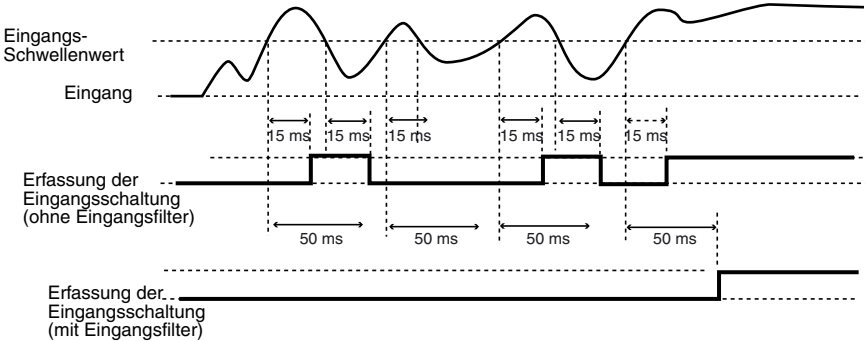 Eingangs-
Schwellenwert
Eingang
15 ms 15 ms 15 ms 15 ms 15 ms 15 ms
Erfassung der
Eingangsschaltung
(ohne Eingangsfilter)
50 ms 50 ms 50 ms 50 ms
Erfassung der
Eingangsschaltung
(mit Eingangsfilter)